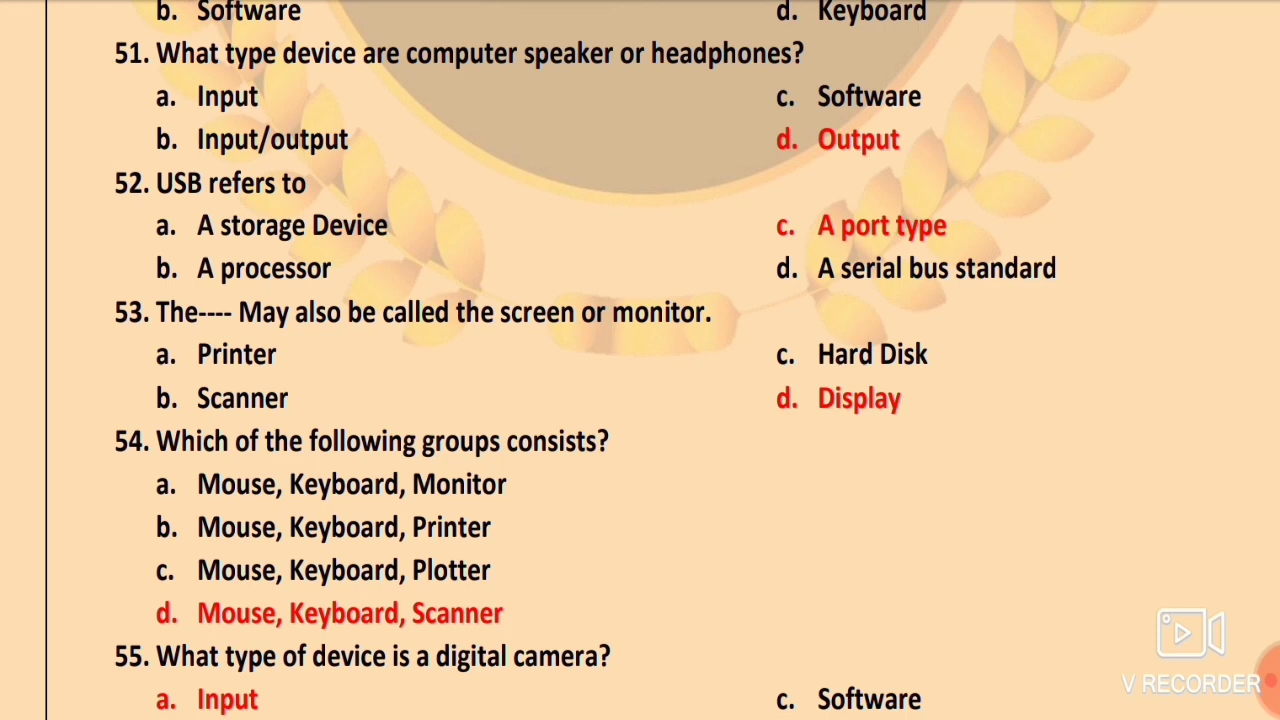 b. Software d. Keyboard
51. What type device are computer speaker or headphones?
a. Input c. Software
b. Input/output d. Output
52. USB refers to
a. A storage Device c. A port type
b. A processor d. A serial bus standard
53. The---- May also be called the screen or monitor.
a. Printer c. Hard Disk
b. Scanner d. Display
54. Which of the following groups consists?
a. Mouse, Keyboard, Monitor
b. Mouse, Keyboard, Printer
c. Mouse, Keyboard, Plotter
d. Mouse, Keyboard, Scanner
55. What type of device is a digital camera?
a. Input c. Software
V RECORDER